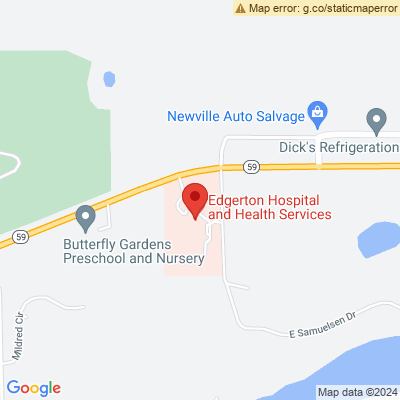 Map error: g.co/staticmaperror
Newville Auto Salvage
Dick's Refrigeration
59
Edgerton Hospital
and Health Services
59
Butterfly Gardens
Preschool and Nursery
Mildred Cir
E Samuelsen Dr
Google
Map data ©2024